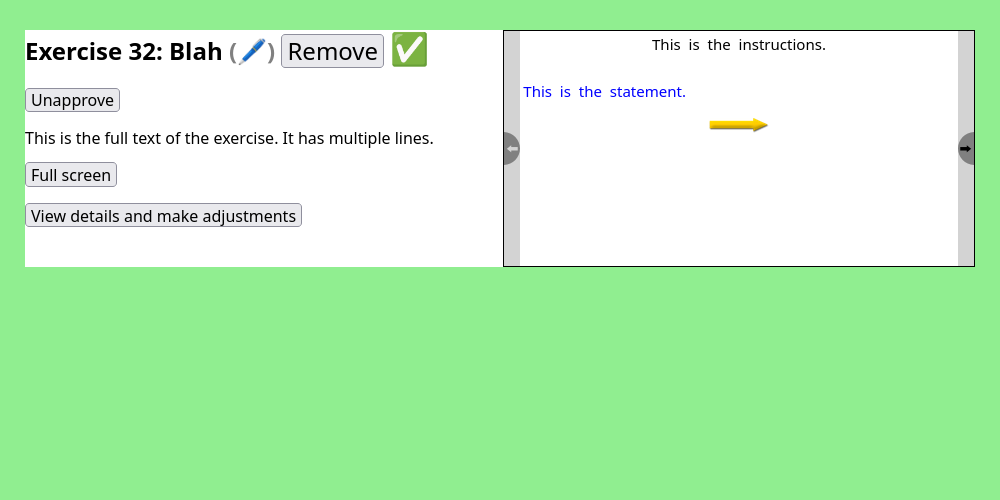 Exercise 32: Blah (🖊️) Remove ✅
Unapprove
This is the full text of the exercise. It has multiple lines.
Full screen
View details and make adjustments
This is the instructions.
This is the statement.